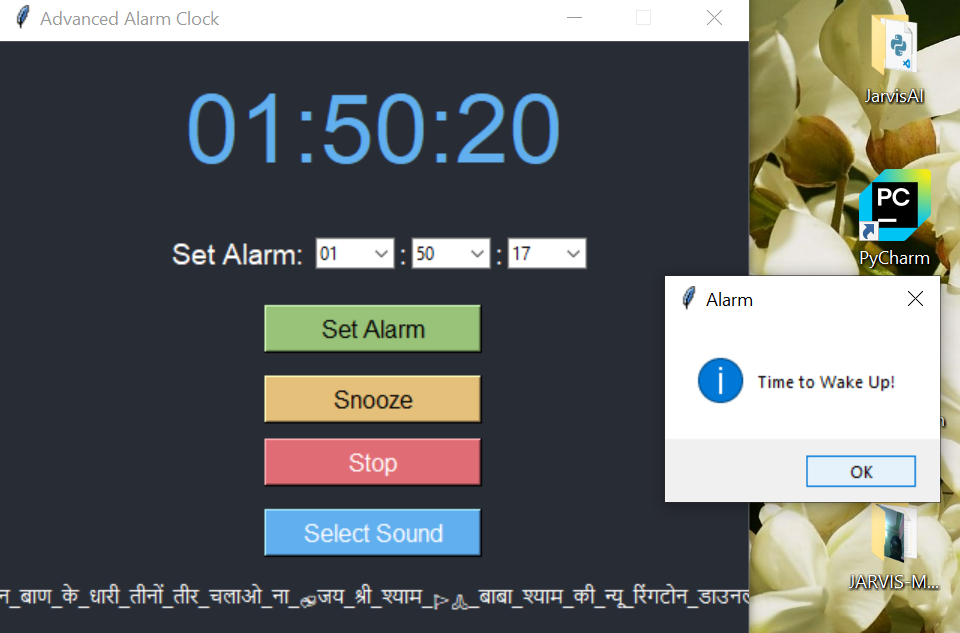 Advanced Alarm Clock
01:50:20
Set Alarm: 01 : 50 : 17
Set Alarm
Snooze
Stop
Select Sound
न_बाण_के_धारी_तीनों_तीर_चलाओ_ना_जय_श्री_श्याम_बाबा_श्याम_की_न्यू_रिंगटोन_डाउनल
JarvisAI
PC
PyCharm
Alarm
Time to Wake Up!
OK
JARVIS-M...